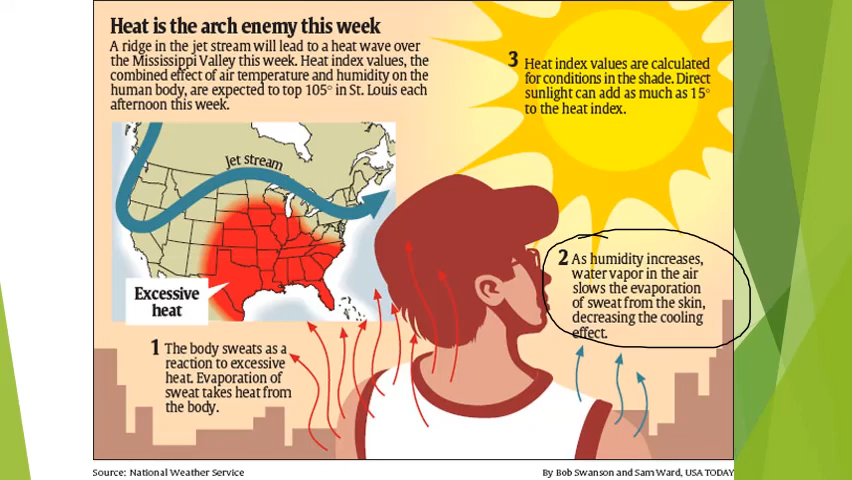 Heat is the arch enemy this week
A ridge in the jet stream will lead to a heat wave over
the Mississippi Valley this week. Heat index values, the
combined effect of air temperature and humidity on the
human body, are expected to top 105° in St. Louis each
afternoon this week.
3 Heat index values are calculated
for conditions in the shade. Direct
sunlight can add as much as 15°
to the heat index.
Jet stream
Excessive
heat
2 As humidity increases,
water vapor in the air
slows the evaporation
of sweat from the skin,
decreasing the cooling
effect.
1 The body sweats as a
reaction to excessive
heat. Evaporation of
sweat takes heat from
the body.
Source: National Weather Service
By Bob Swanson and Sam Ward, USA TODAY